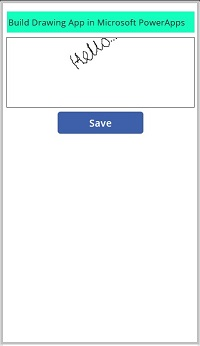 Build Drawing App in Microsoft PowerApps
Hello...
Save